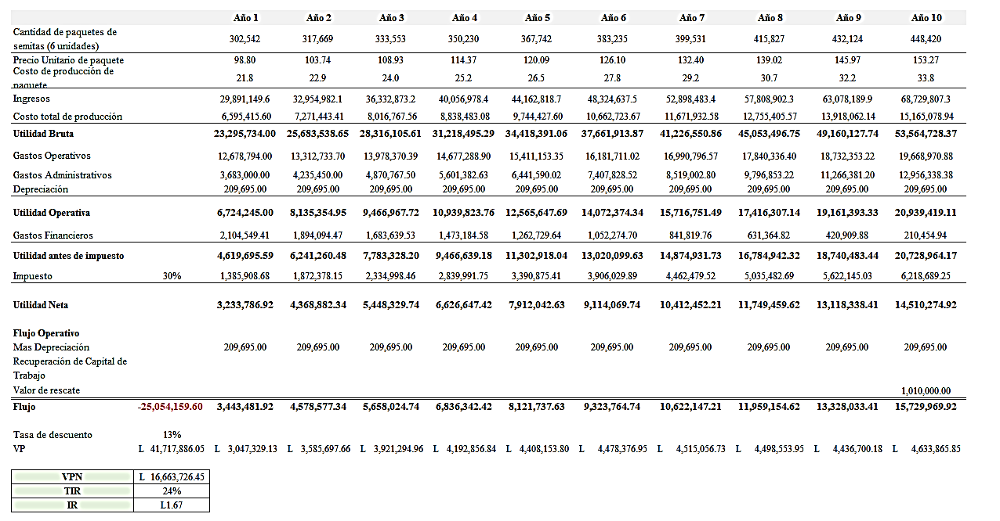 Año 1 Año 2 Año 3 Año 4 Año 5 Año 6 Año 7 Año 8 Año 9 Año 10
Cantidad de paquetes de
semitas (6 unidades) 302,542 317,669 333,553 350,230 367,742 383,235 399,531 415,827 432,124 448,420
Precio Unitario de paquete 98.80 103.74 108.93 114.37 120.09 126.10 132.40 139.02 145.97 153.27
Costo de producción de
paquete 21.8 22.9 24.0 25.2 26.5 27.8 29.2 30.7 32.2 33.8
Ingresos 29,891,149.6 32,954,982.1 36,332,873.2 40,056,978.4 44,162,818.7 48,324,637.5 52,898,483.4 57,808,902.3 63,078,189.9 68,729,807.3
Costo total de producción 6,595,415.60 7,271,443.41 8,016,767.56 8,838,483.08 9,744,427.60 10,662,723.67 11,671,932.58 12,755,405.57 13,918,062.14 15,165,078.94
Utilidad Bruta 23,295,734.00 25,683,538.65 28,316,105.61 31,218,495.29 34,418,391.06 37,661,913.87 41,226,550.86 45,053,496.75 49,160,127.74 53,564,728.37
Gastos Operativos 12,678,794.00 13,312,733.70 13,978,370.39 14,677,288.90 15,411,153.35 16,181,711.02 16,990,796.57 17,840,336.40 18,732,353.22 19,668,970.88
Gastos Administrativos 3,683,000.00 4,235,450.00 4,870,767.50 5,601,382.63 6,441,590.02 7,407,828.52 8,519,002.80 9,796,853.22 11,266,381.20 12,956,338.38
Depreciación 209,695.00 209,695.00 209,695.00 209,695.00 209,695.00 209,695.00 209,695.00 209,695.00 209,695.00 209,695.00
Utilidad Operativa 6,724,245.00 8,135,354.95 9,466,967.72 10,939,823.76 12,565,647.69 14,072,374.34 15,716,751.49 17,416,307.14 19,161,393.33 20,939,419.11
Gastos Financieros 2,104,549.41 1,894,094.47 1,683,639.53 1,473,184.58 1,262,729.64 1,052,274.70 841,819.76 631,364.82 420,909.88 210,454.94
Utilidad antes de impuesto 4,619,695.59 6,241,260.48 7,783,328.20 9,466,639.18 11,302,918.04 13,020,099.63 14,874,931.73 16,784,942.32 18,740,483.44 20,728,964.17
Impuesto 30% 1,385,908.68 1,872,378.15 2,334,998.46 2,839,991.75 3,390,875.41 3,906,029.89 4,462,479.52 5,035,482.69 5,622,145.03 6,218,689.25
Utilidad Neta 3,233,786.92 4,368,882.34 5,448,329.74 6,626,647.42 7,912,042.63 9,114,069.74 10,412,452.21 11,749,459.62 13,118,338.41 14,510,274.92
Flujo Operativo
Mas Depreciación 209,695.00 209,695.00 209,695.00 209,695.00 209,695.00 209,695.00 209,695.00 209,695.00 209,695.00 209,695.00
Recuperación de Capital de
Trabajo
Valor de rescate 1,010,000.00
Flujo -25,054,159.60 3,443,481.92 4,578,577.34 5,658,024.74 6,836,342.42 8,121,737.63 9,323,764.74 10,622,147.21 11,959,154.62 13,328,033.41 15,729,969.92
Tasa de descuento 13%
VP L 41,717,886.05 L 3,047,329.13 L 3,585,697.66 L 3,921,294.96 L 4,192,856.84 L 4,408,153.80 L 4,478,376.95 L 4,515,056.73 L 4,498,553.95 L 4,436,700.18 L 4,633,865.85
VPN L 16,663,726.45
TIR 24%
IR L1.67